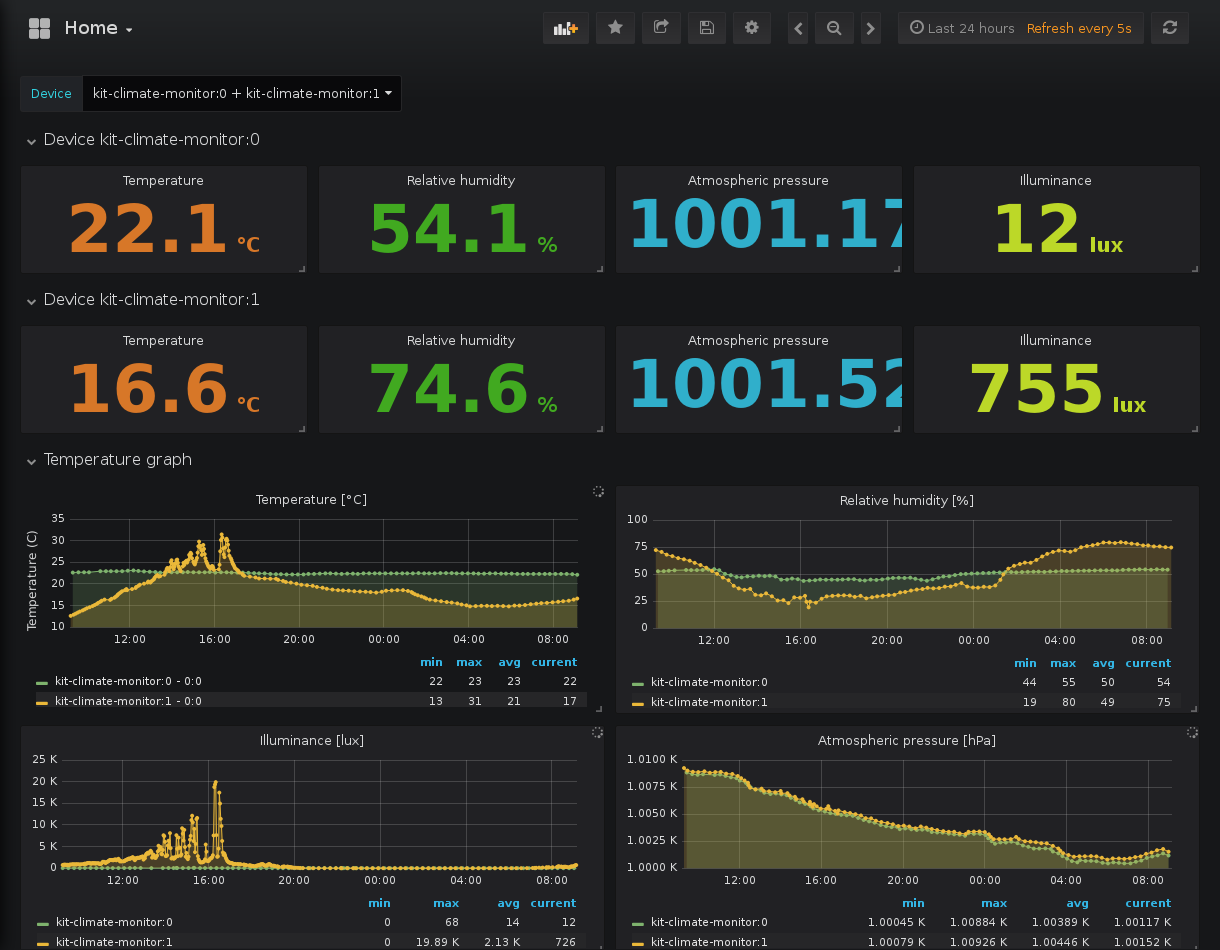 Home
Last 24 hours Refresh every 5s
Device kit-climate-monitor:0 + kit-climate-monitor:1
Device kit-climate-monitor:0
Temperature Relative humidity Atmospheric pressure Illuminance
22.1 °C 54.1 % 1001.17 12 lux
Device kit-climate-monitor:1
Temperature Relative humidity Atmospheric pressure Illuminance
16.6 °C 74.6 % 1001.52 755 lux
Temperature graph
Temperature [°C]
Temperature (C)
35
30
25
20
15
10
12:00 16:00 20:00 00:00 04:00 08:00
min max avg current
kit-climate-monitor:0 - 0:0 22 23 23 22
kit-climate-monitor:1 - 0:0 13 31 21 17
Relative humidity [%]
100
75
50
25
0
12:00 16:00 20:00 00:00 04:00 08:00
min max avg current
kit-climate-monitor:0 44 55 50 54
kit-climate-monitor:1 19 80 49 75
Illuminance [lux]
25 K
20 K
15 K
10 K
5 K
0
12:00 16:00 20:00 00:00 04:00 08:00
min max avg current
kit-climate-monitor:0 0 68 14 12
kit-climate-monitor:1 0 19.89 K 2.13 K 726
Atmospheric pressure [hPa]
1.0100 K
1.0075 K
1.0050 K
1.0025 K
1.0000 K
12:00 16:00 20:00 00:00 04:00 08:00
min max avg current
kit-climate-monitor:0 1.00045 K 1.00884 K 1.00389 K 1.00117 K
kit-climate-monitor:1 1.00079 K 1.00926 K 1.00446 K 1.00152 K